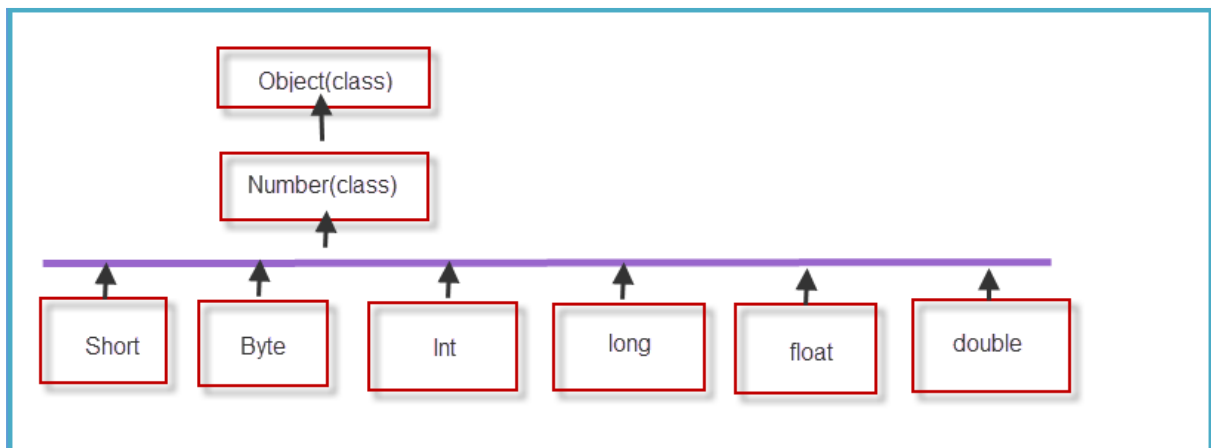 Object(class)
Number(class)
Short
Byte
Int
long
float
double